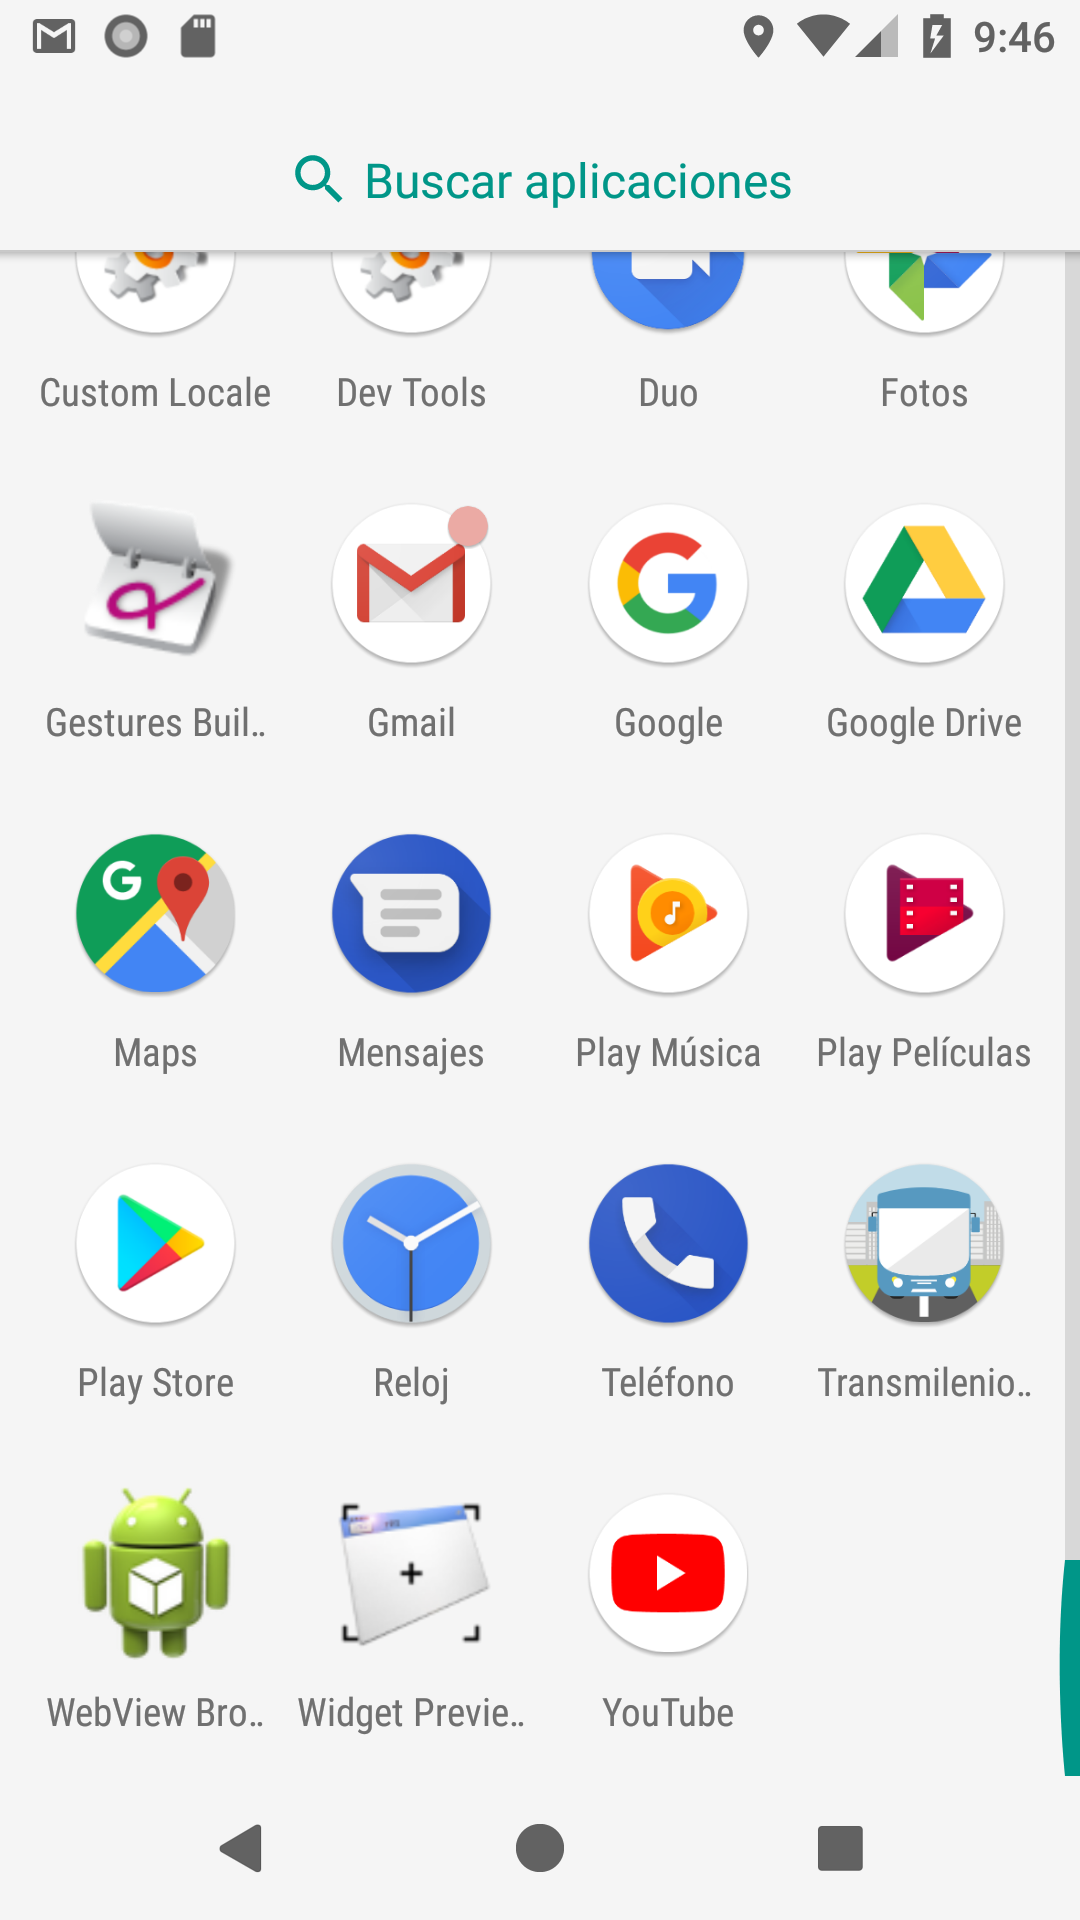 9:46
Buscar aplicaciones
Custom Locale
Dev Tools
Duo
Fotos
Gestures Buil..
Gmail
Google
Google Drive
Maps
Mensajes
Play Música
Play Películas
Play Store
Reloj
Teléfono
Transmilenio..
WebView Bro..
Widget Previe..
YouTube